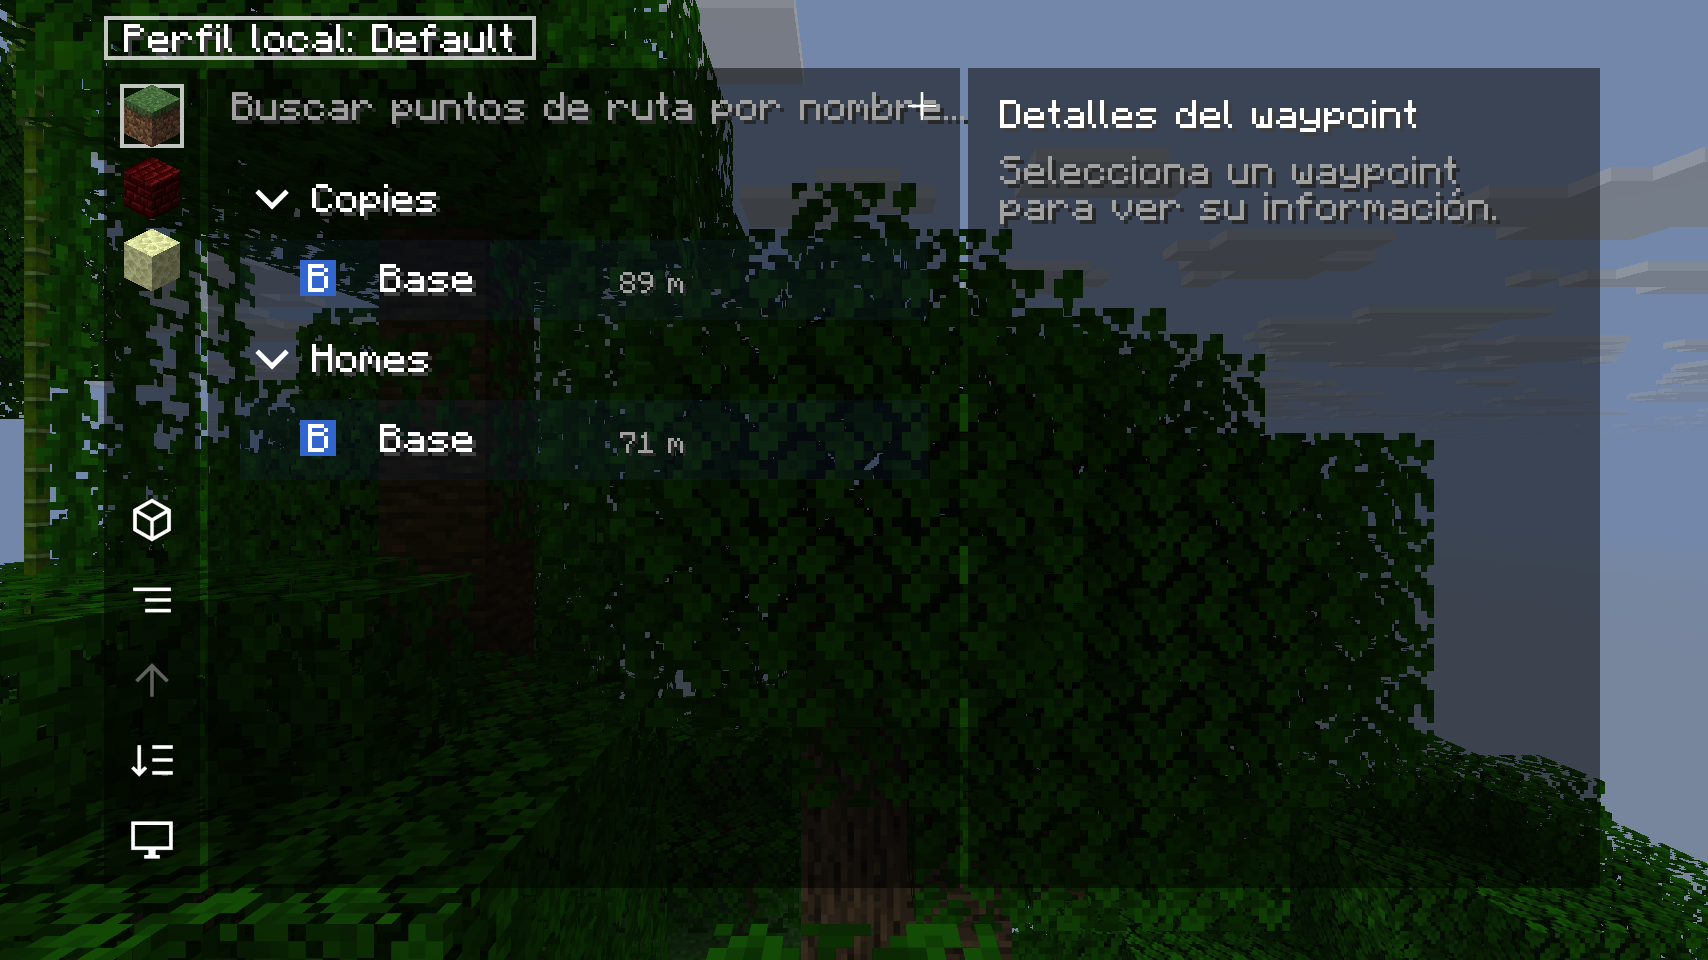 Perfil local: Default
Buscar puntos de ruta por nombre...
Copies
B Base 89 m
Homes
B Base 71 m
Detalles del waypoint
Selecciona un waypoint
para ver su información.